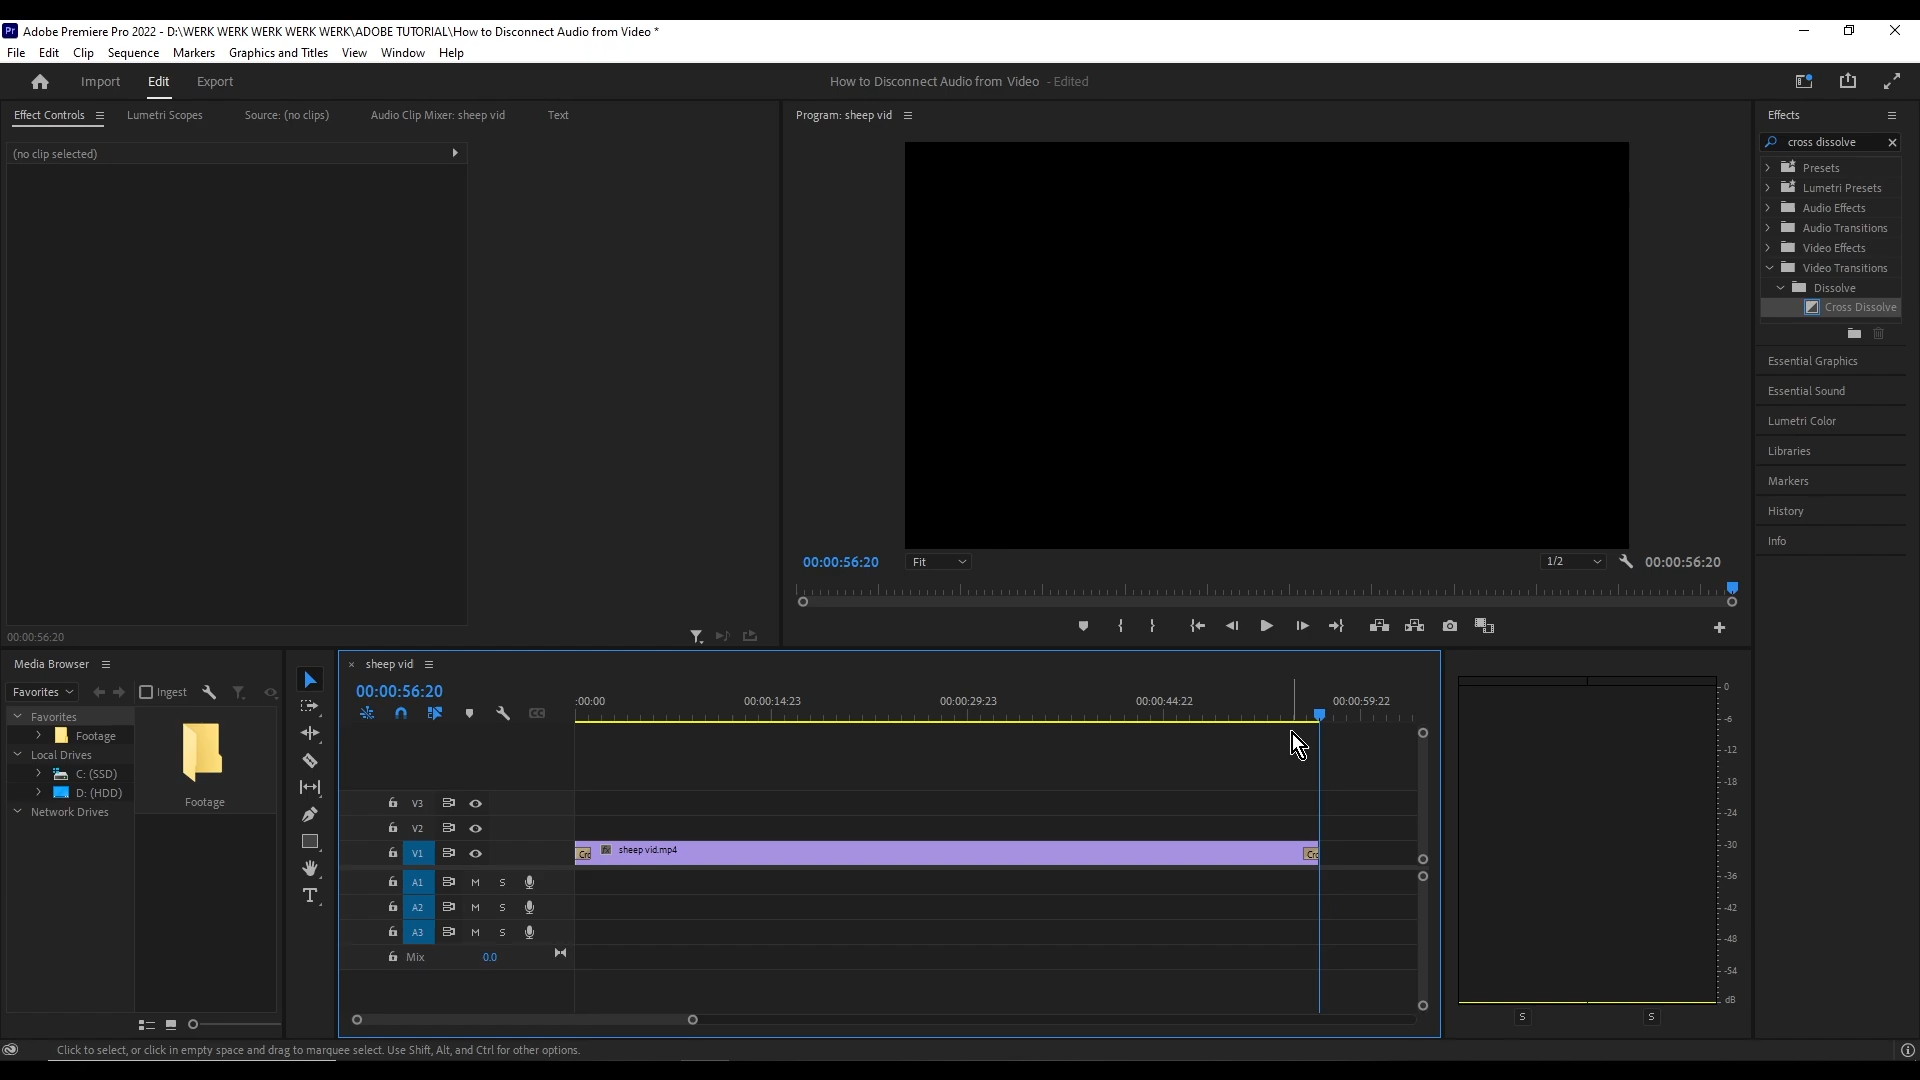 Pr Adobe Premiere Pro 2022 - D:\WERK WERK WERK WERK\ADOBE TUTORIAL\How to Disconnect Audio from Video *
File Edit Clip Sequence Markers Graphics and Titles View Window Help
Import Edit Export
How to Disconnect Audio from Video - Edited
Effect Controls Lumetri Scopes Source: (no clips) Audio Clip Mixer: sheep vid Text
(no clip selected)
00:00:56:20
Program: sheep vid
00:00:56:20 Fit 1/2 00:00:56:20
Effects
cross dissolve
Presets
Lumetri Presets
Audio Effects
Audio Transitions
Video Effects
Video Transitions
Dissolve
Cross Dissolve
Essential Graphics
Essential Sound
Lumetri Color
Libraries
Markers
History
Info
Media Browser
Favorites Ingest
Favorites
Footage
Local Drives
C: (SSD)
D: (HDD)
Network Drives
Footage
× sheep vid
00:00:56:20
:00:00 00:00:14:23 00:00:29:23 00:00:44:22 00:00:59:22
V3
V2
V1 Cro fx sheep vid.mp4 Cro
A1 M S
A2 M S
A3 M S
Mix 0.0
0
-6
-12
-18
-24
-30
-36
-42
-48
-54
dB
S S
Click to select, or click in empty space and drag to marquee select. Use Shift, Alt, and Ctrl for other options.